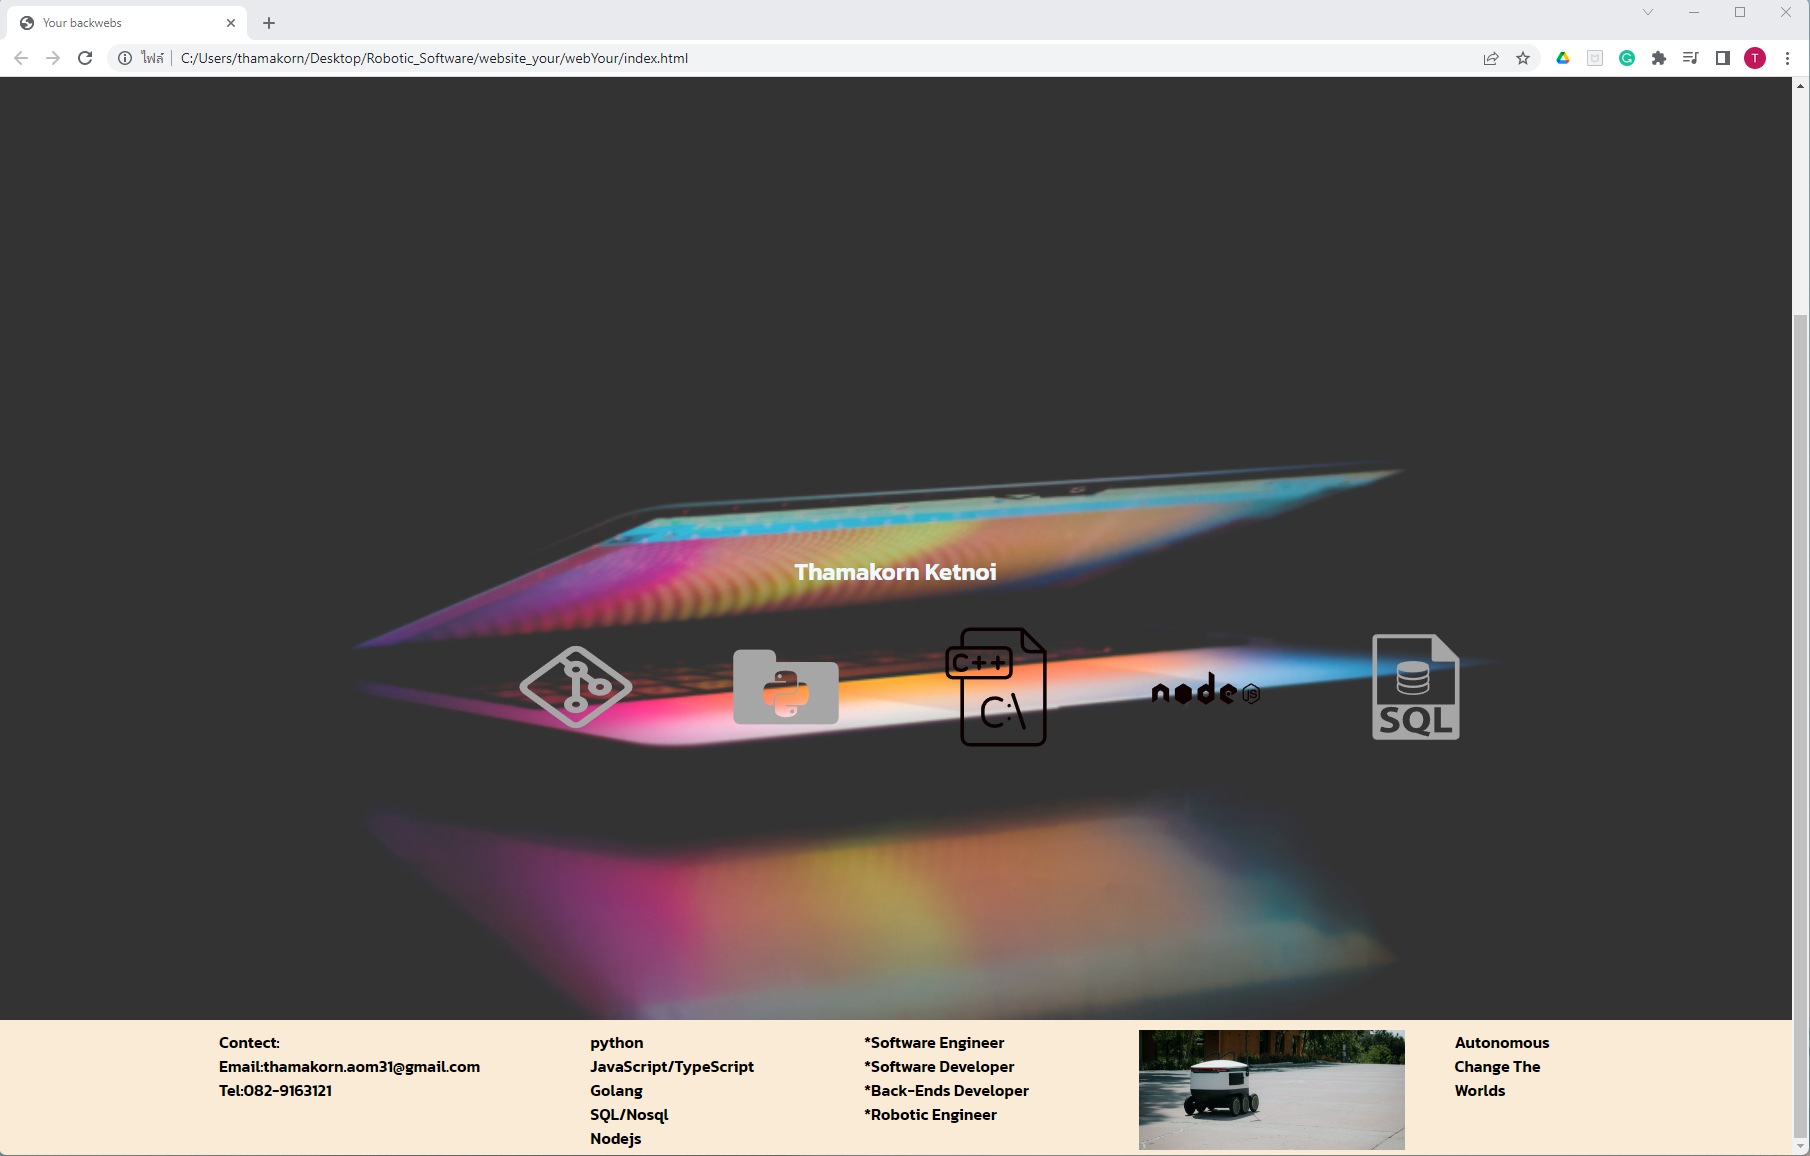 Your backwebs
ไฟล์ C:/Users/thamakorn/Desktop/Robotic_Software/website_your/webYour/index.html
T
Thamakorn Ketnoi
C++
C:\
node JS
SQL
Contect:
Email:thamakorn.aom31@gmail.com
Tel:082-9163121
python
JavaScript/TypeScript
Golang
SQL/Nosql
Nodejs
*Software Engineer
*Software Developer
*Back-Ends Developer
*Robotic Engineer
Autonomous
Change The
Worlds